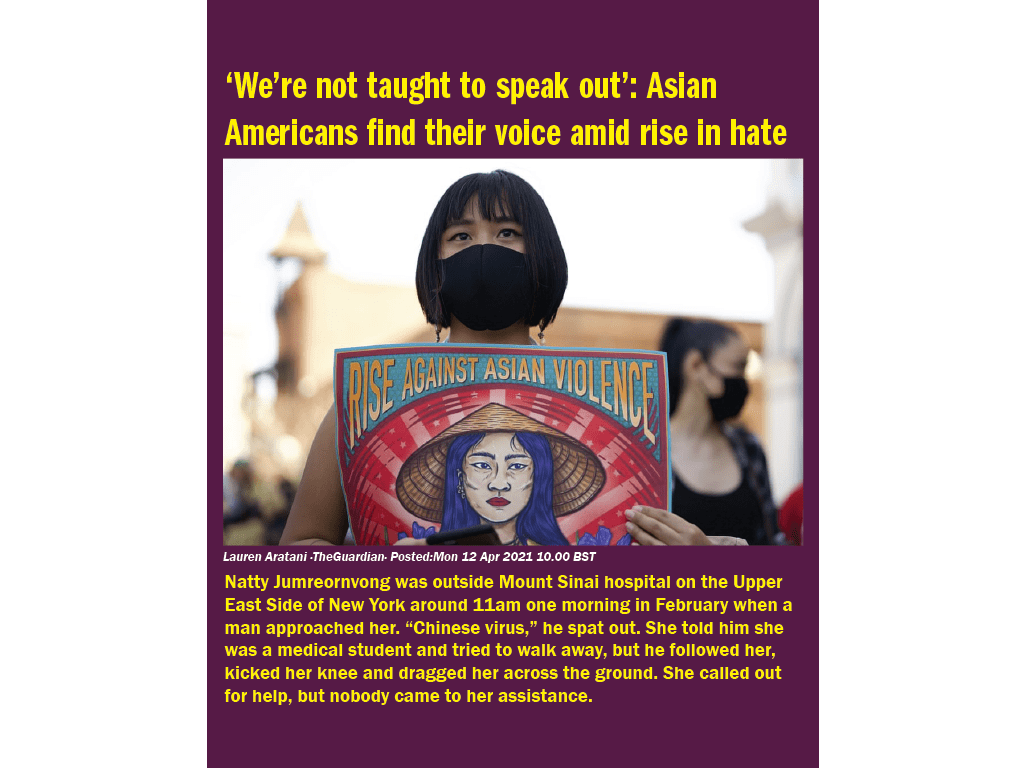 ‘We’re not taught to speak out’: Asian
Americans find their voice amid rise in hate
RISE AGAINST ASIAN VIOLENCE
Lauren Aratani ·TheGuardian· Posted:Mon 12 Apr 2021 10.00 BST
Natty Jumreornvong was outside Mount Sinai hospital on the Upper
East Side of New York around 11am one morning in February when a
man approached her. “Chinese virus,” he spat out. She told him she
was a medical student and tried to walk away, but he followed her,
kicked her knee and dragged her across the ground. She called out
for help, but nobody came to her assistance.